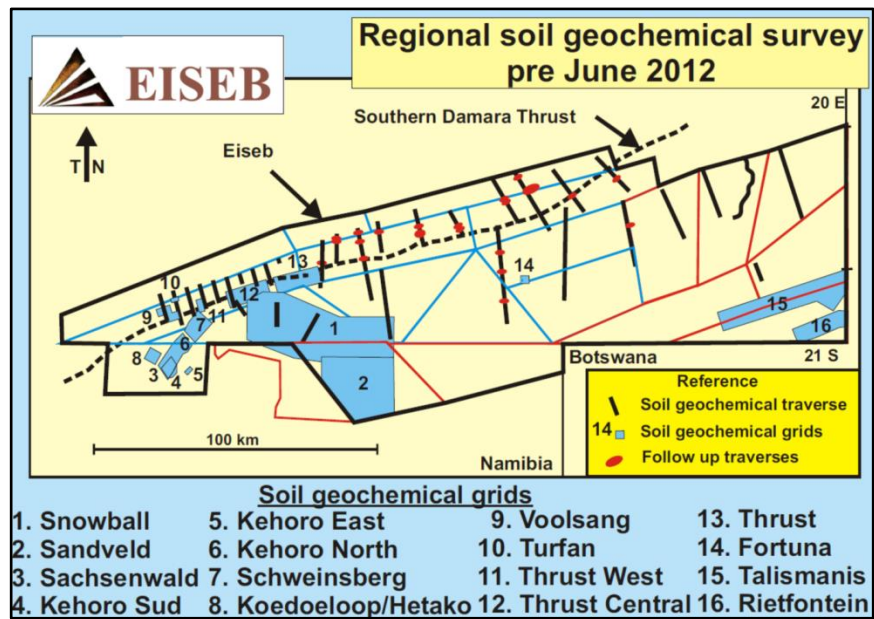 EISEB
Regional soil geochemical survey
pre June 2012
20 E
Southern Damara Thrust
Eiseb
T N
10
13
14
9
12
11
7
1
15
16
8
6
3
4
5
2
Botswana
21 S
100 km
Namibia
Reference
Soil geochemical traverse
14 Soil geochemical grids
Follow up traverses
Soil geochemical grids
1. Snowball
2. Sandveld
3. Sachsenwald
4. Kehoro Sud
5. Kehoro East
6. Kehoro North
7. Schweinsberg
8. Koedoeloop/Hetako
9. Voolsang
10. Turfan
11. Thrust West
12. Thrust Central
13. Thrust
14. Fortuna
15. Talismanis
16. Rietfontein